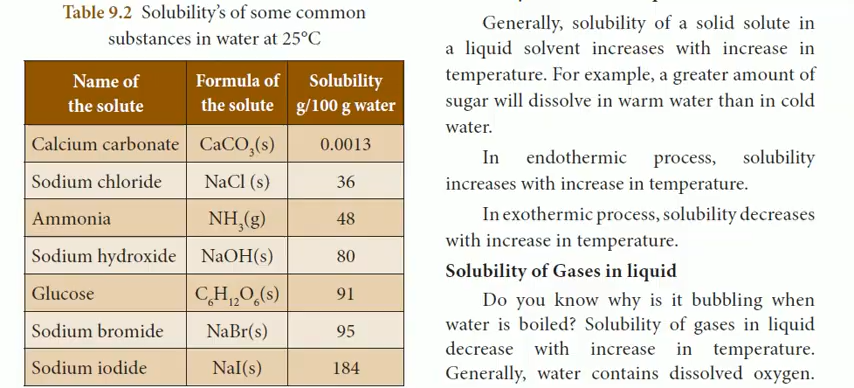 Table 9.2 Solubility's of some common
substances in water at 25°C
Name of the solute Formula of the solute Solubility g/100 g water
Calcium carbonate CaCO₃(s) 0.0013
Sodium chloride NaCl (s) 36
Ammonia NH₃(g) 48
Sodium hydroxide NaOH(s) 80
Glucose C₆H₁₂O₆(s) 91
Sodium bromide NaBr(s) 95
Sodium iodide NaI(s) 184
Generally, solubility of a solid solute in
a liquid solvent increases with increase in
temperature. For example, a greater amount of
sugar will dissolve in warm water than in cold
water.
In endothermic process, solubility
increases with increase in temperature.
In exothermic process, solubility decreases
with increase in temperature.
Solubility of Gases in liquid
Do you know why is it bubbling when
water is boiled? Solubility of gases in liquid
decrease with increase in temperature.
Generally, water contains dissolved oxygen.